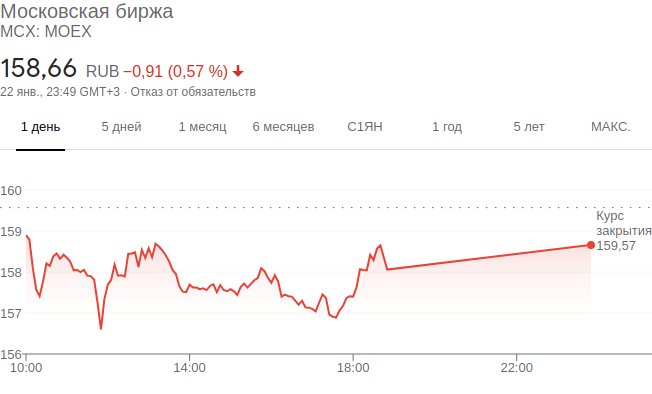 Московская биржа
MCX: MOEX
158,66 RUB −0,91 (0,57 %)
22 янв., 23:49 GMT+3 · Отказ от обязательств
1 день 5 дней 1 месяц 6 месяцев С1ЯН 1 год 5 лет МАКС.
160
159
158
157
156
Курс
закрытия
159,57
10:00 14:00 18:00 22:00